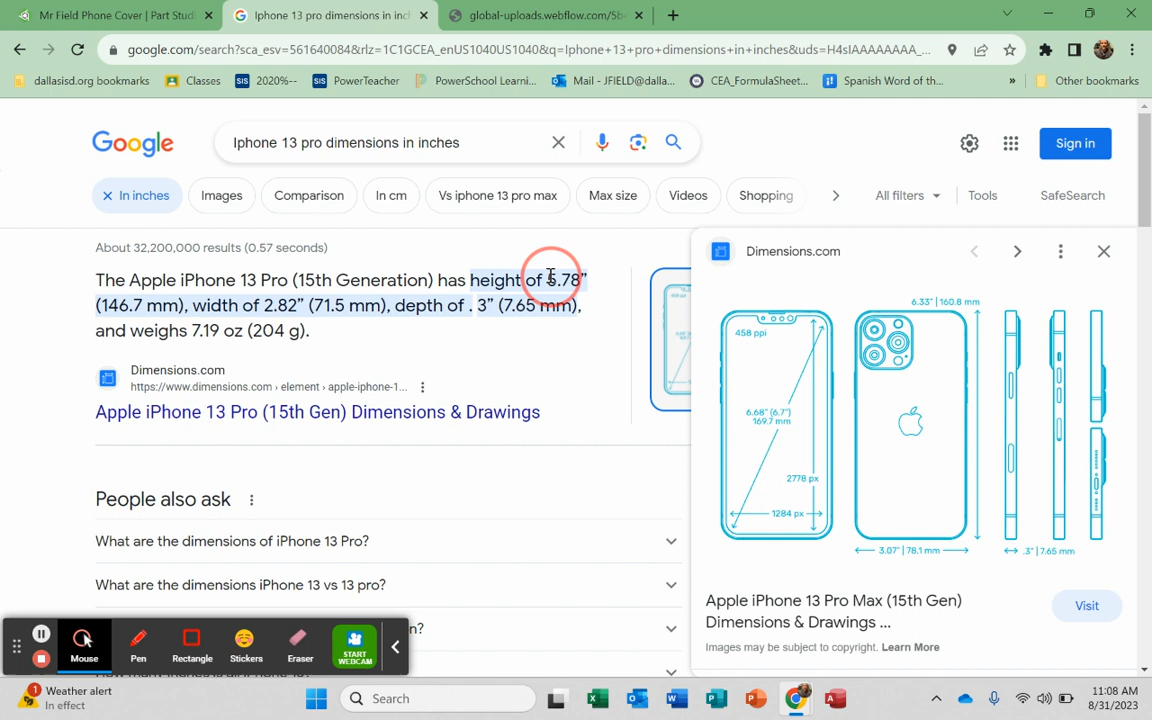 Mr Field Phone Cover | Part Studi
Iphone 13 pro dimensions in inch
global-uploads.webflow.com/5b
google.com/search?sca_esv=561640084&rlz=1C1GCEA_enUS1040US1040&q=Iphone+13+pro+dimensions+in+inches&uds=H4sIAAAAAAAA_...
dallasisd.org bookmarks
Classes
SIS 2020%--
SIS PowerTeacher
PowerSchool Learni...
Mail - JFIELD@dalla...
CEA_FormulaSheet...
Spanish Word of th...
»
Other bookmarks
Google
Iphone 13 pro dimensions in inches
Sign in
In inches
Images
Comparison
In cm
Vs iphone 13 pro max
Max size
Videos
Shopping
All filters
Tools
SafeSearch
About 32,200,000 results (0.57 seconds)
The Apple iPhone 13 Pro (15th Generation) has height of 5.78”
(146.7 mm), width of 2.82” (71.5 mm), depth of . 3” (7.65 mm),
and weighs 7.19 oz (204 g).
Dimensions.com
https://www.dimensions.com › element › apple-iphone-1...
Apple iPhone 13 Pro (15th Gen) Dimensions & Drawings
People also ask
What are the dimensions of iPhone 13 Pro?
What are the dimensions iPhone 13 vs 13 pro?
n?
Dimensions.com
6.33" | 160.8 mm
458 ppi
6.68" (6.7")
169.7 mm
2778 px
1284 px
3.07" | 78.1 mm
.3" | 7.65 mm
Apple iPhone 13 Pro Max (15th Gen)
Dimensions & Drawings ...
Visit
Images may be subject to copyright. Learn More
Mouse
Pen
Rectangle
Stickers
Eraser
START
WEBCAM
1
Weather alert
In effect
Search
11:08 AM
8/31/2023